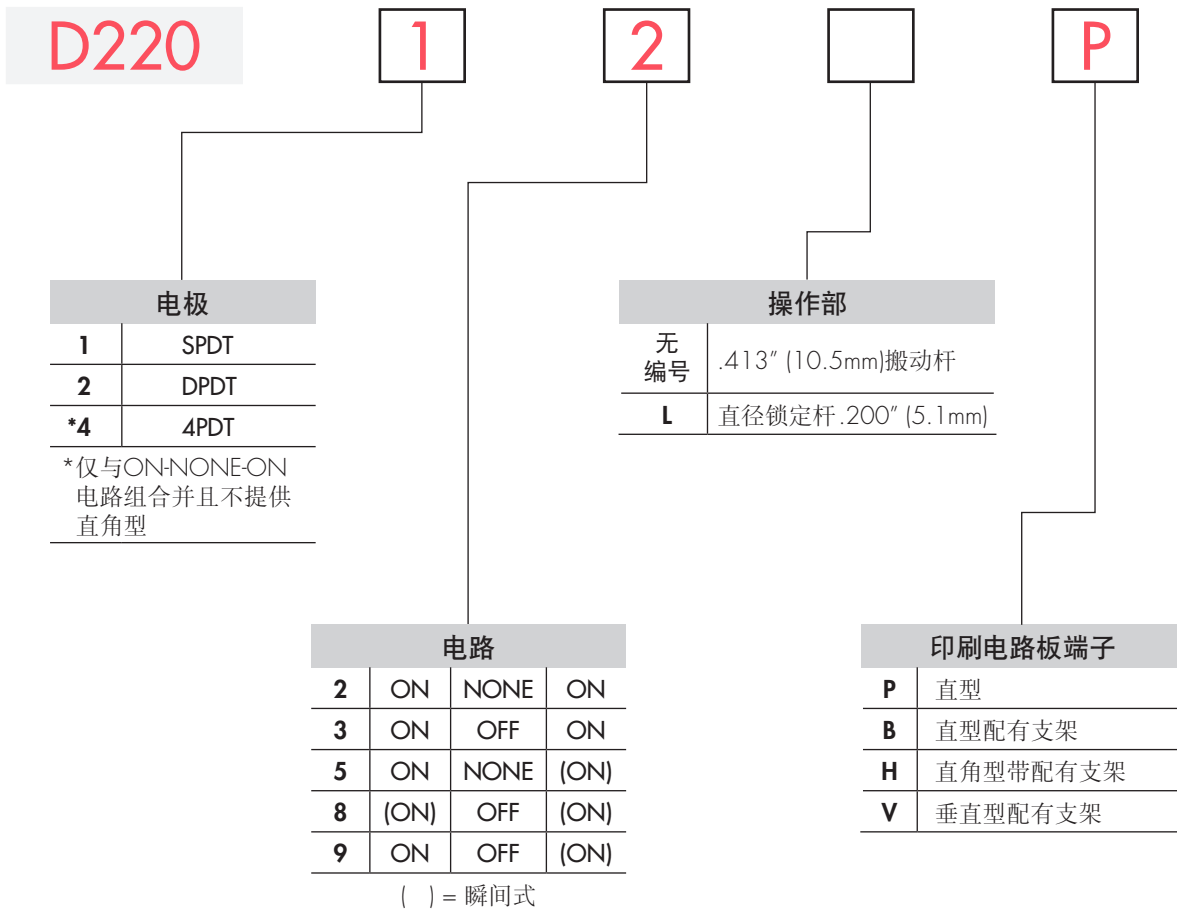 D220 1 2 P
电极
1 SPDT
2 DPDT
*4 4PDT
*仅与ON-NONE-ON
电路组合并且不提供
直角型
操作部
无
编号
.413” (10.5mm)搬动杆
L 直径锁定杆.200” (5.1mm)
电路
2 ON NONE ON
3 ON OFF ON
5 ON NONE (ON)
8 (ON) OFF (ON)
9 ON OFF (ON)
( ) = 瞬间式
印刷电路板端子
P 直型
B 直型配有支架
H 直角型带配有支架
V 垂直型配有支架